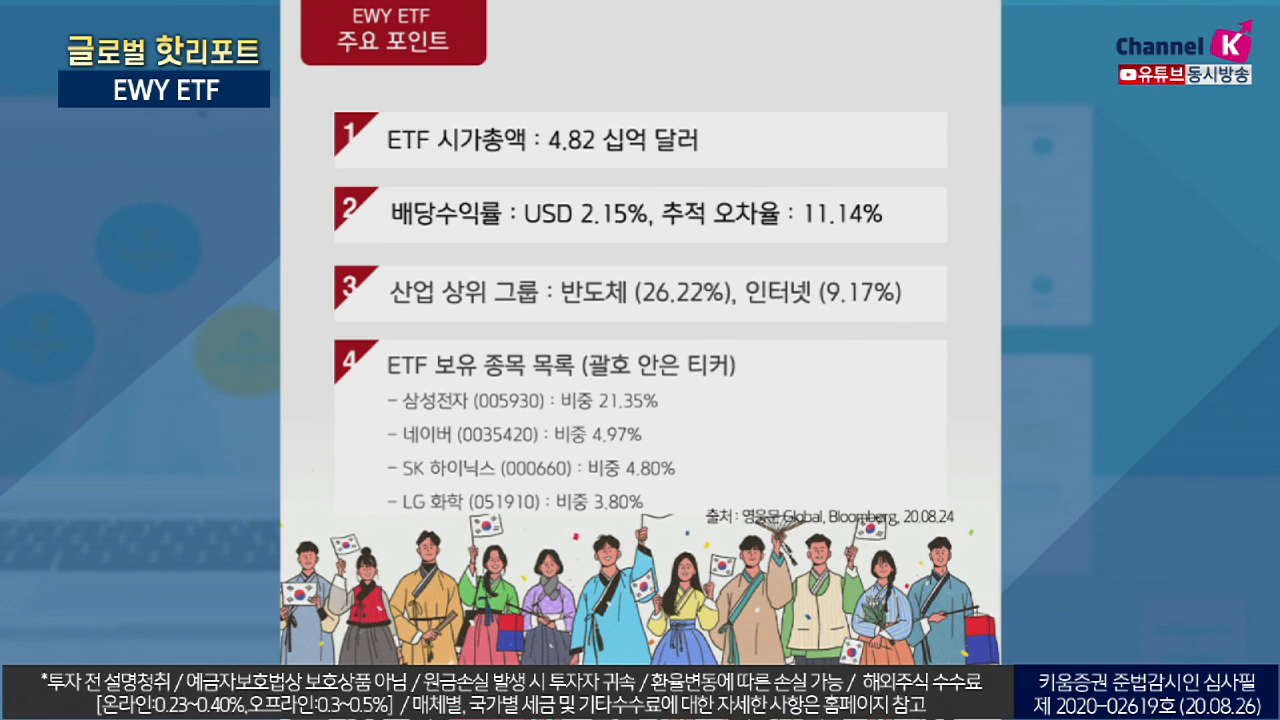 글로벌 핫리포트
EWY ETF
EWY ETF
주요 포인트
Channel K
유튜브동시방송
1 ETF 시가총액 : 4.82 십억 달러
2 배당수익률 : USD 2.15%, 추적 오차율 : 11.14%
3 산업 상위 그룹 : 반도체 (26.22%), 인터넷 (9.17%)
4 ETF 보유 종목 목록 (괄호 안은 티커)
- 삼성전자 (005930) : 비중 21.35%
- 네이버 (0035420) : 비중 4.97%
- SK 하이닉스 (000660) : 비중 4.80%
- LG 화학 (051910) : 비중 3.80%
출처 : 영웅문 Global, Bloomberg, 20.08.24
*투자 전 설명청취 / 예금자보호법상 보호상품 아님 / 원금손실 발생 시 투자자 귀속 / 환율변동에 따른 손실 가능 / 해외주식 수수료
[온라인:0.23~0.40%,오프라인:0.3~0.5%] / 매체별, 국가별 세금 및 기타수수료에 대한 자세한 사항은 홈페이지 참고
키움증권 준법감시인 심사필
제 2020-02619호 (20.08.26)